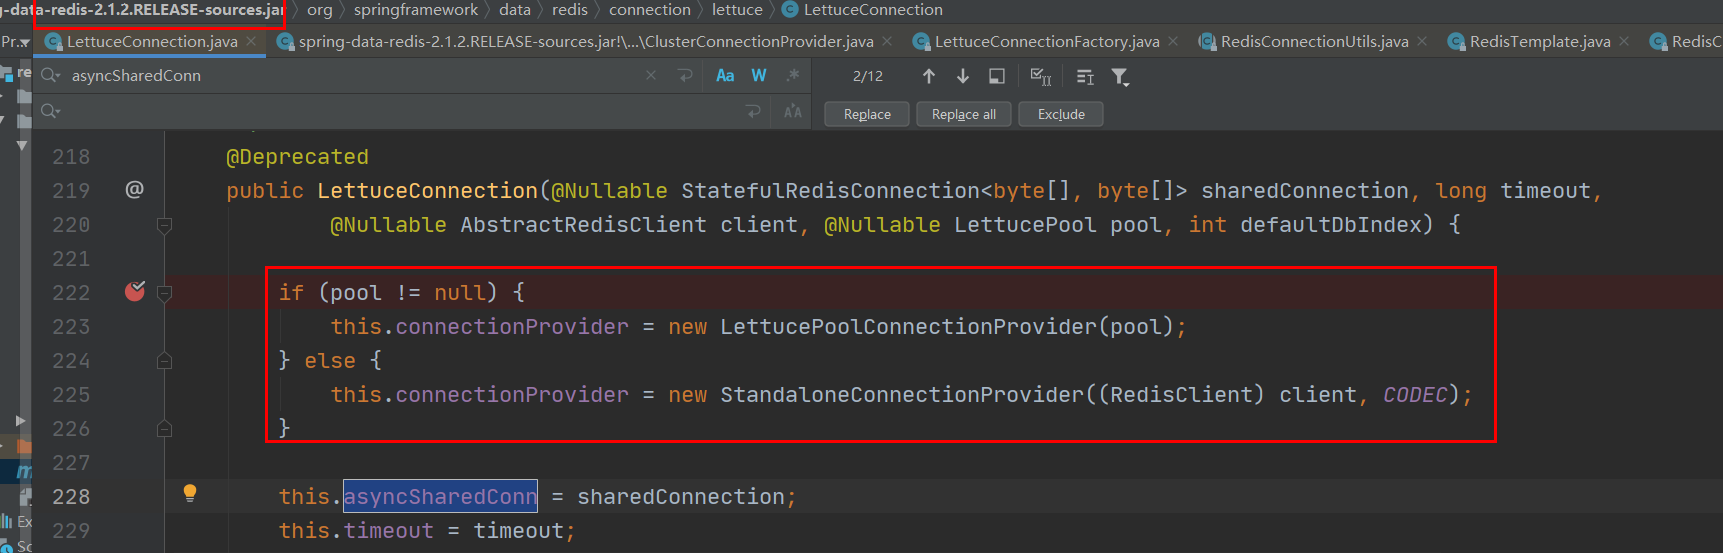 g-data-redis-2.1.2.RELEASE-sources.jar 〉 org 〉 springframework 〉 data 〉 redis 〉 connection 〉 lettuce 〉 LettuceConnection
Pr... LettuceConnection.java × spring-data-redis-2.1.2.RELEASE-sources.jar!\...\ClusterConnectionProvider.java × LettuceConnectionFactory.java × RedisConnectionUtils.java × RedisTemplate.java × RedisC
re asyncSharedConn Aa W .* 2/12
Replace Replace all Exclude
218 @Deprecated
219 @ public LettuceConnection(@Nullable StatefulRedisConnection<byte[], byte[]> sharedConnection, long timeout,
220 @Nullable AbstractRedisClient client, @Nullable LettucePool pool, int defaultDbIndex) {
221
222 if (pool != null) {
223 this.connectionProvider = new LettucePoolConnectionProvider(pool);
224 } else {
225 this.connectionProvider = new StandaloneConnectionProvider((RedisClient) client, CODEC);
226 }
227
228 this.asyncSharedConn = sharedConnection;
Ex 229 this.timeout = timeout;
Sc